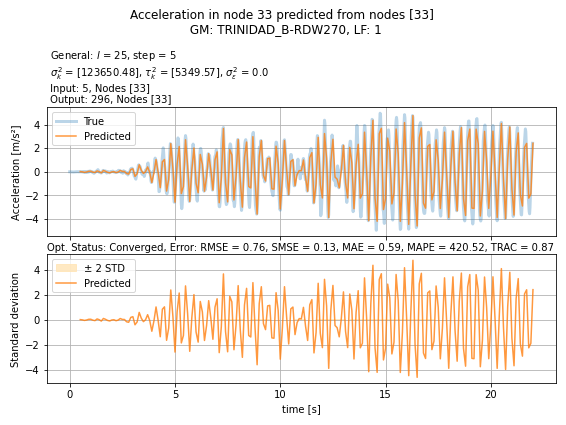 Acceleration in node 33 predicted from nodes [33]
GM: TRINIDAD_B-RDW270, LF: 1
General: l = 25, step = 5
σ²ₖ = [123650.48], τ²ₖ = [5349.57], σ²ε = 0.0
Input: 5, Nodes [33]
Output: 296, Nodes [33]
True
Predicted
Acceleration [m/s²]
4
2
0
−2
−4
Opt. Status: Converged, Error: RMSE = 0.76, SMSE = 0.13, MAE = 0.59, MAPE = 420.52, TRAC = 0.87
± 2 STD
Predicted
Standard deviation
4
2
0
−2
−4
0 5 10 15 20
time [s]